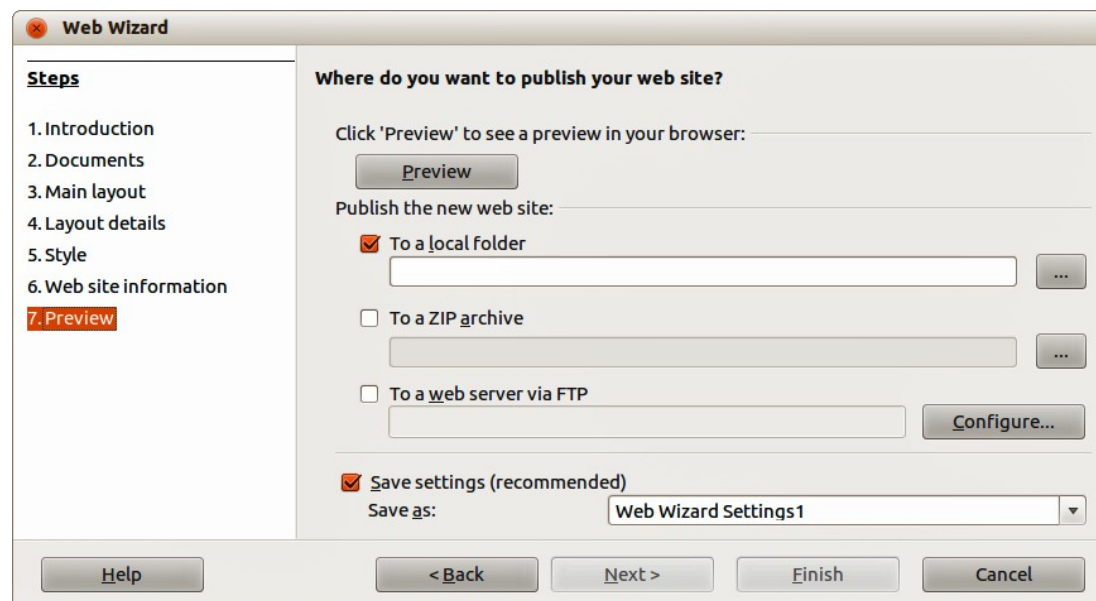 Web Wizard
Steps
1. Introduction
2. Documents
3. Main layout
4. Layout details
5. Style
6. Web site information
7. Preview
Where do you want to publish your web site?
Click 'Preview' to see a preview in your browser:
Preview
Publish the new web site:
To a local folder
...
To a ZIP archive
...
To a web server via FTP
Configure...
Save settings (recommended)
Save as:
Web Wizard Settings1
Help
< Back
Next >
Finish
Cancel